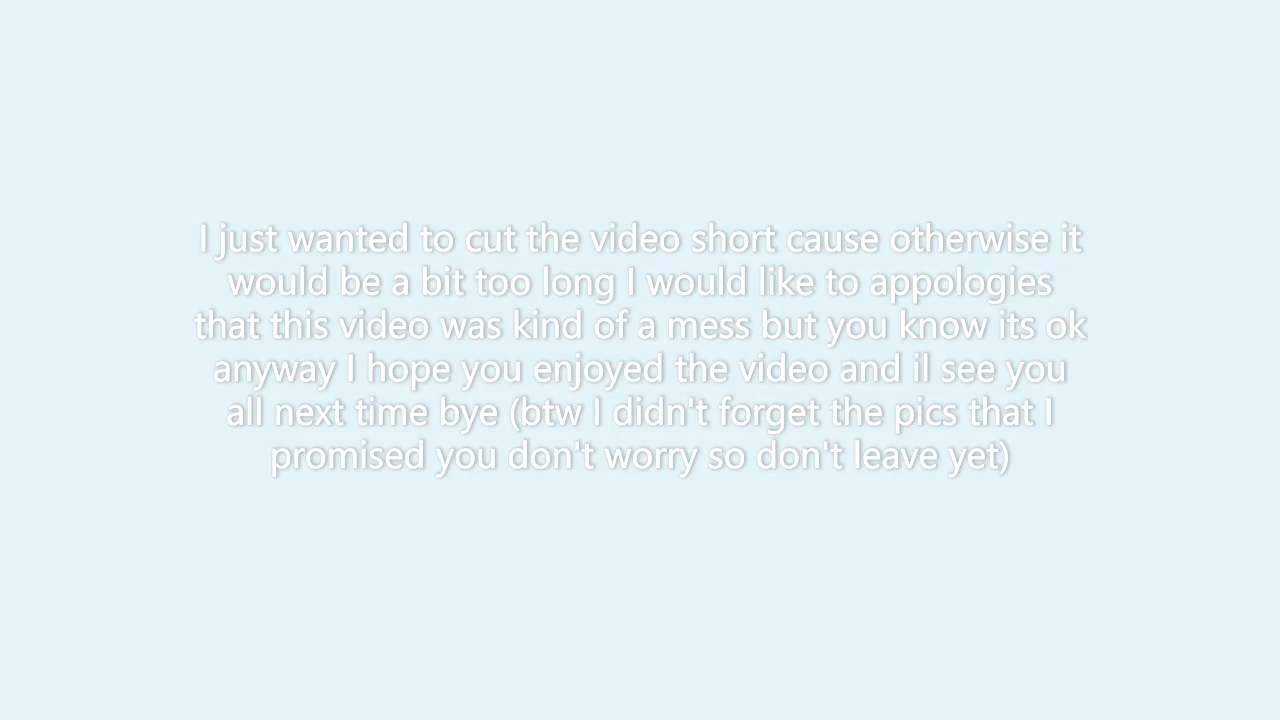 I just wanted to cut the video short cause otherwise it
would be a bit too long I would like to appologies
that this video was kind of a mess but you know its ok
anyway I hope you enjoyed the video and il see you
all next time bye (btw I didn't forget the pics that I
promised you don't worry so don't leave yet)